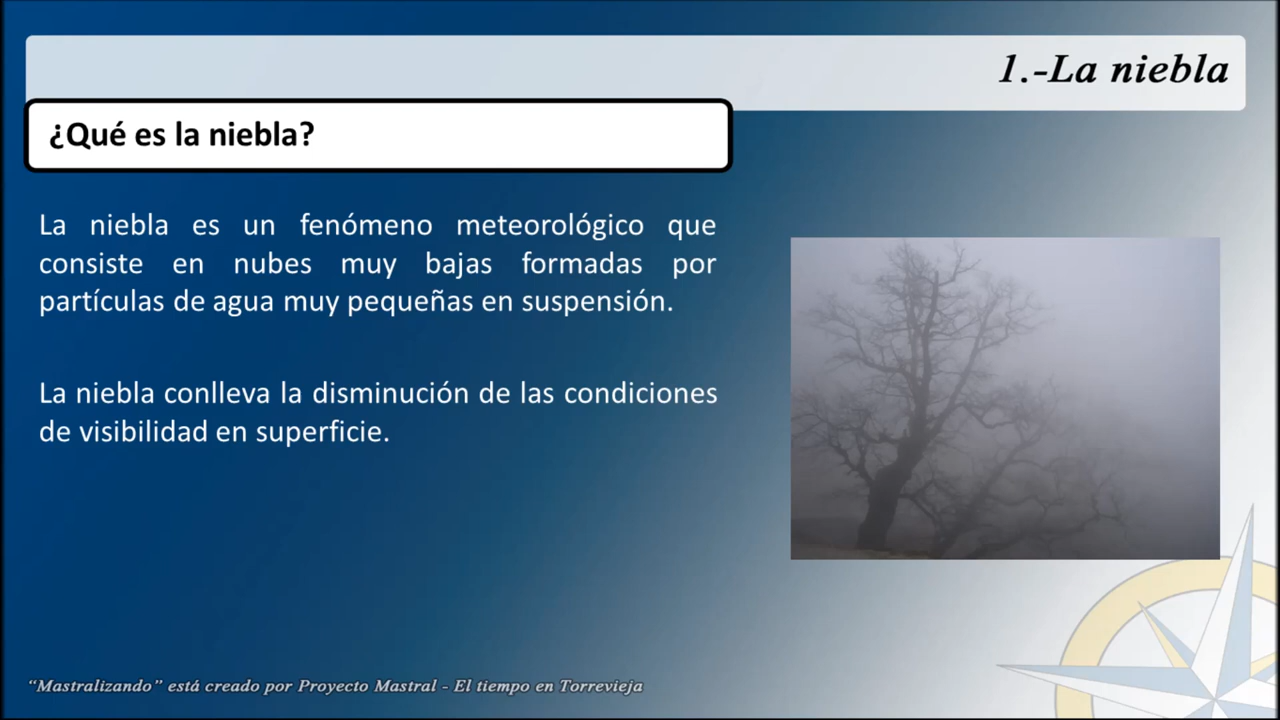 1.-La niebla
¿Qué es la niebla?
La niebla es un fenómeno meteorológico que
consiste en nubes muy bajas formadas por
partículas de agua muy pequeñas en suspensión.
La niebla conlleva la disminución de las condiciones
de visibilidad en superficie.
“Mastralizando” está creado por Proyecto Mastral - El tiempo en Torrevieja